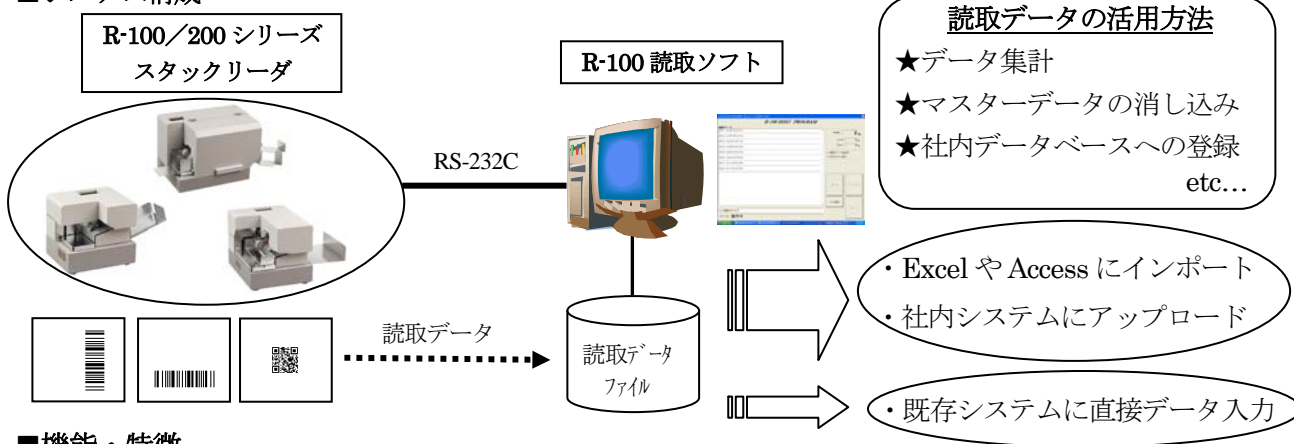 R-100／200 シリーズ
スタックリーダ
R-100 読取ソフト
RS-232C
読取データの活用方法
★データ集計
★マスターデータの消し込み
★社内データベースへの登録
etc…
・Excel や Access にインポート
・社内システムにアップロード
読取データ
読取ﾃﾞｰﾀ
ﾌｧｲﾙ
・既存システムに直接データ入力
■機能・特徴